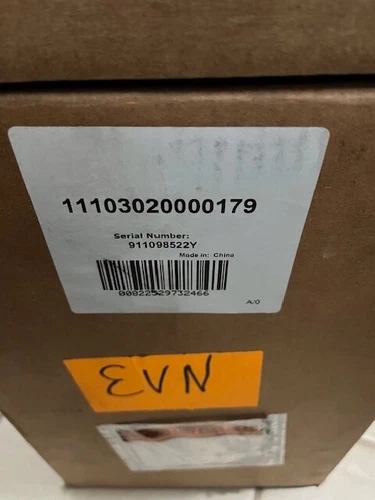 11103020000179
Serial Number:
911098522Y
Made in: China
00822529732466
A/0
EVN